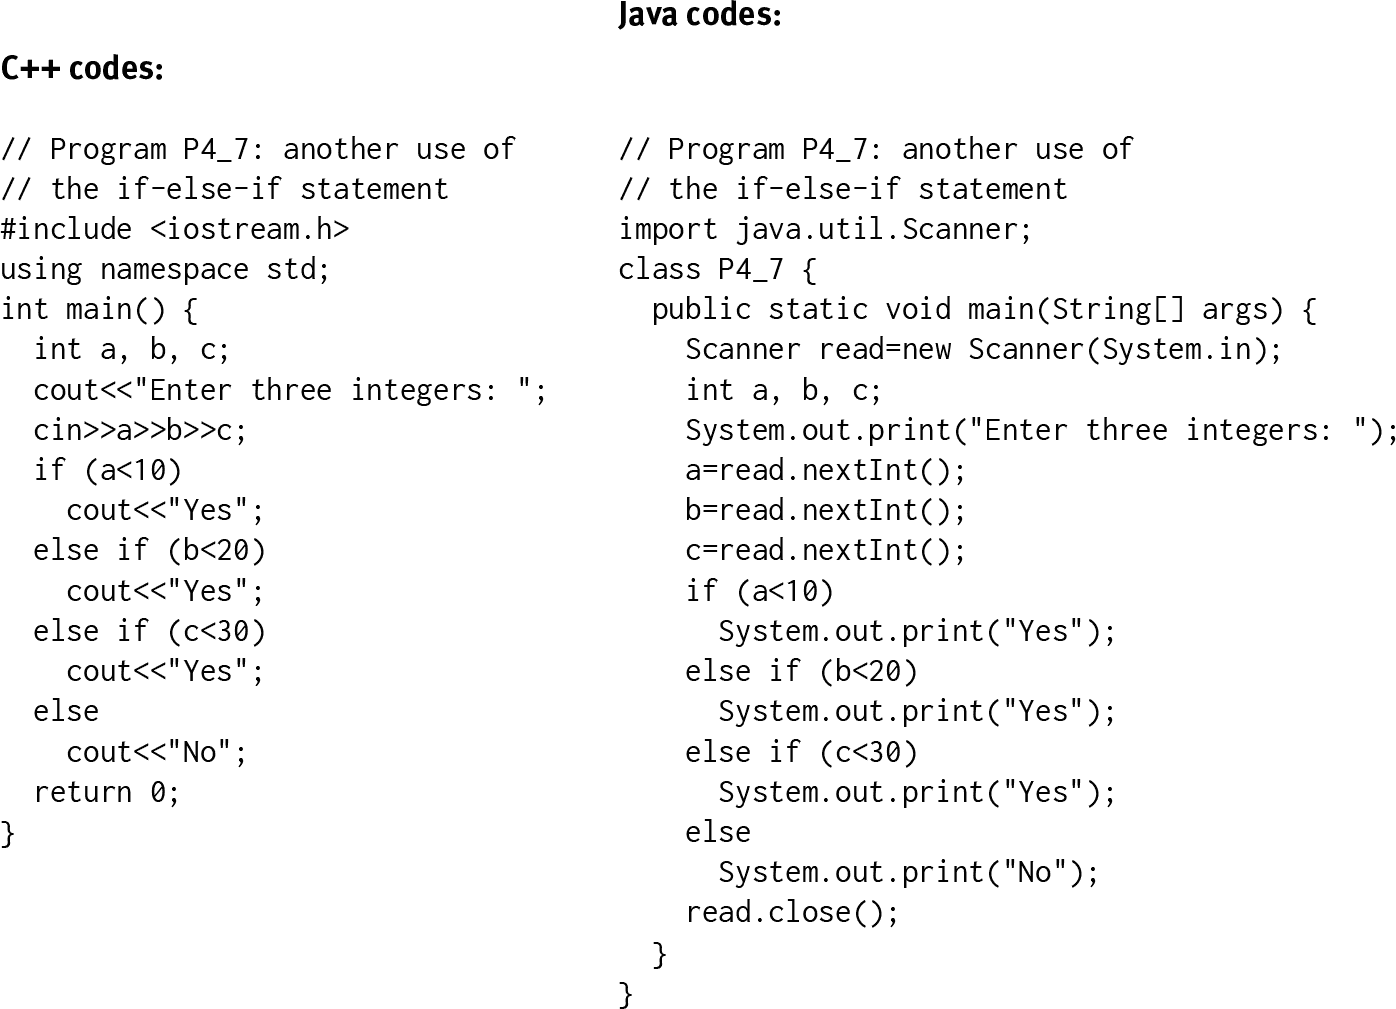 C++ codes:
// Program P4_7: another use of
// the if-else-if statement
#include <iostream.h>
using namespace std;
int main() {
  int a, b, c;
  cout<<"Enter three integers: ";
  cin>>a>>b>>c;
  if (a<10)
    cout<<"Yes";
  else if (b<20)
    cout<<"Yes";
  else if (c<30)
    cout<<"Yes";
  else
    cout<<"No";
  return 0;
}
Java codes:
// Program P4_7: another use of
// the if-else-if statement
import java.util.Scanner;
class P4_7 {
  public static void main(String[] args) {
    Scanner read=new Scanner(System.in);
    int a, b, c;
    System.out.print("Enter three integers: ");
    a=read.nextInt();
    b=read.nextInt();
    c=read.nextInt();
    if (a<10)
      System.out.print("Yes");
    else if (b<20)
      System.out.print("Yes");
    else if (c<30)
      System.out.print("Yes");
    else
      System.out.print("No");
    read.close();
  }
}